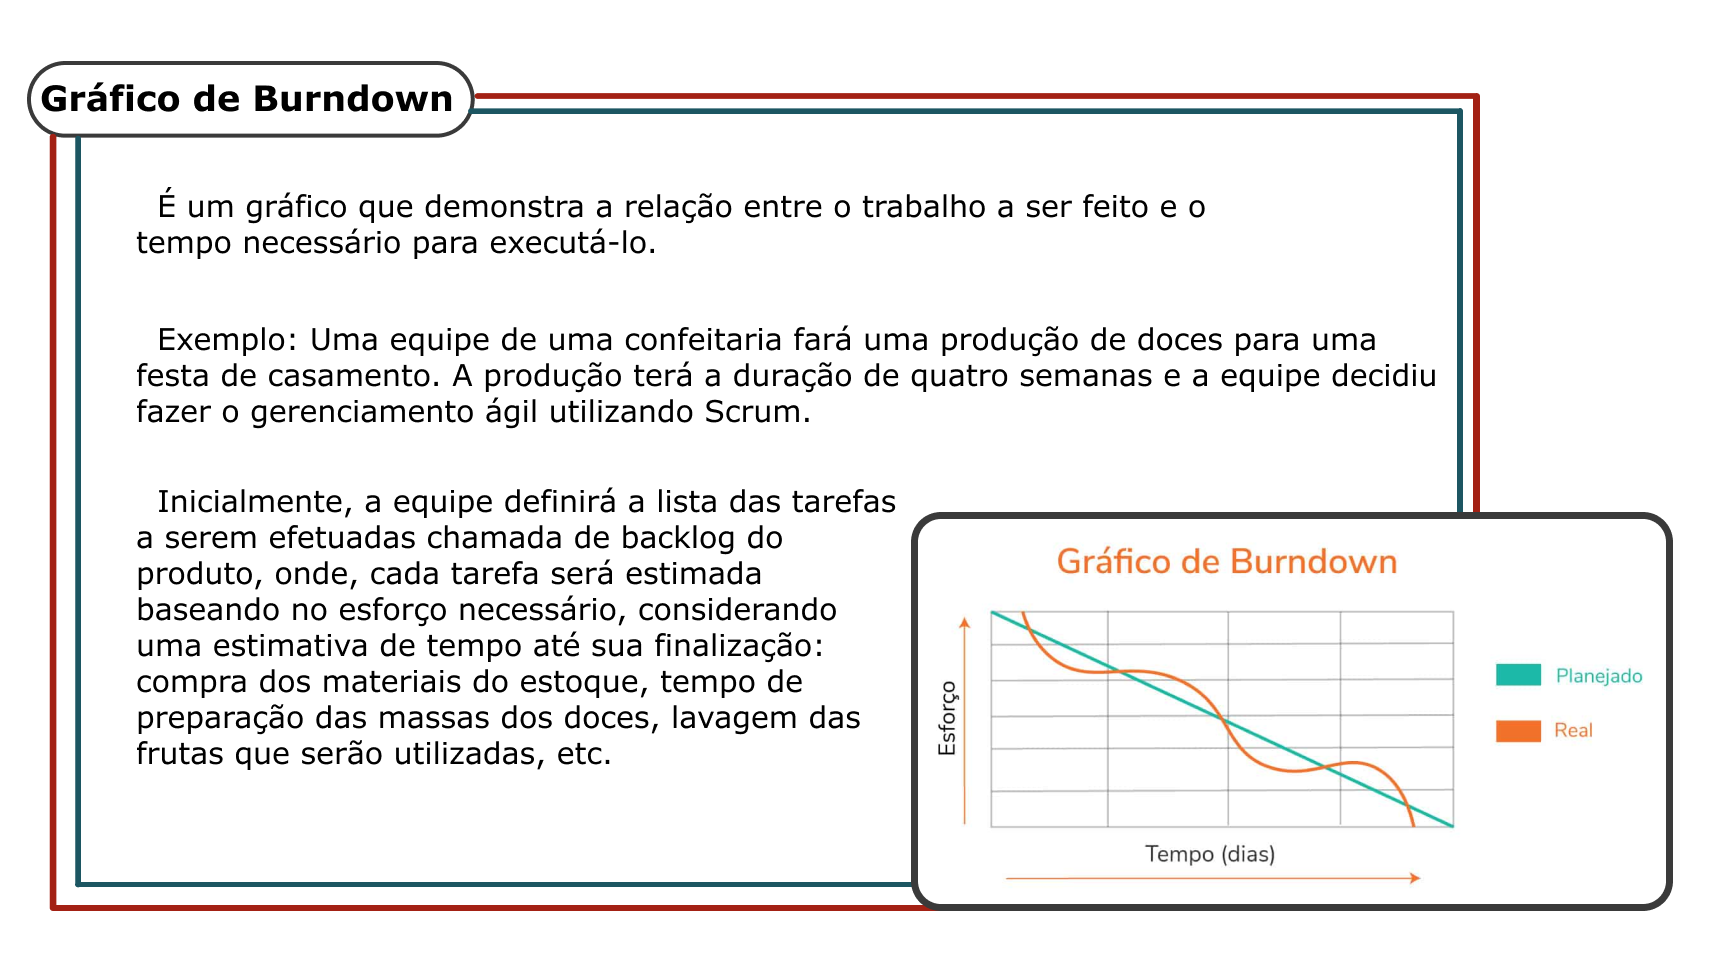 Gráfico de Burndown
É um gráfico que demonstra a relação entre o trabalho a ser feito e o
tempo necessário para executá-lo.
Exemplo: Uma equipe de uma confeitaria fará uma produção de doces para uma
festa de casamento. A produção terá a duração de quatro semanas e a equipe decidiu
fazer o gerenciamento ágil utilizando Scrum.
Inicialmente, a equipe definirá a lista das tarefas
a serem efetuadas chamada de backlog do
produto, onde, cada tarefa será estimada
baseando no esforço necessário, considerando
uma estimativa de tempo até sua finalização:
compra dos materiais do estoque, tempo de
preparação das massas dos doces, lavagem das
frutas que serão utilizadas, etc.
Gráfico de Burndown
Esforço
Planejado
Real
Tempo (dias)